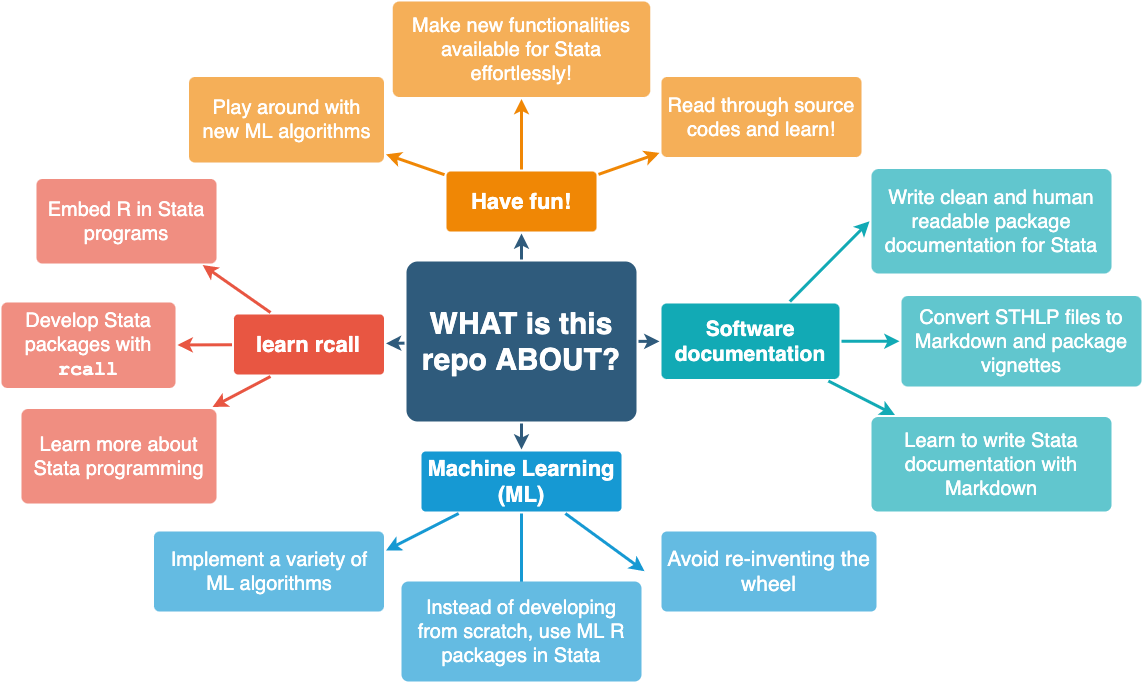 Make new functionalities
available for Stata
effortlessly!
Play around with
new ML algorithms
Read through source
codes and learn!
Have fun!
Embed R in Stata
programs
Write clean and human
readable package
documentation for Stata
WHAT is this
repo ABOUT?
Develop Stata
packages with
rcall
learn rcall
Software
documentation
Convert STHLP files to
Markdown and package
vignettes
Learn more about
Stata programming
Learn to write Stata
documentation with
Markdown
Machine Learning
(ML)
Implement a variety of
ML algorithms
Instead of developing
from scratch, use ML R
packages in Stata
Avoid re-inventing the
wheel